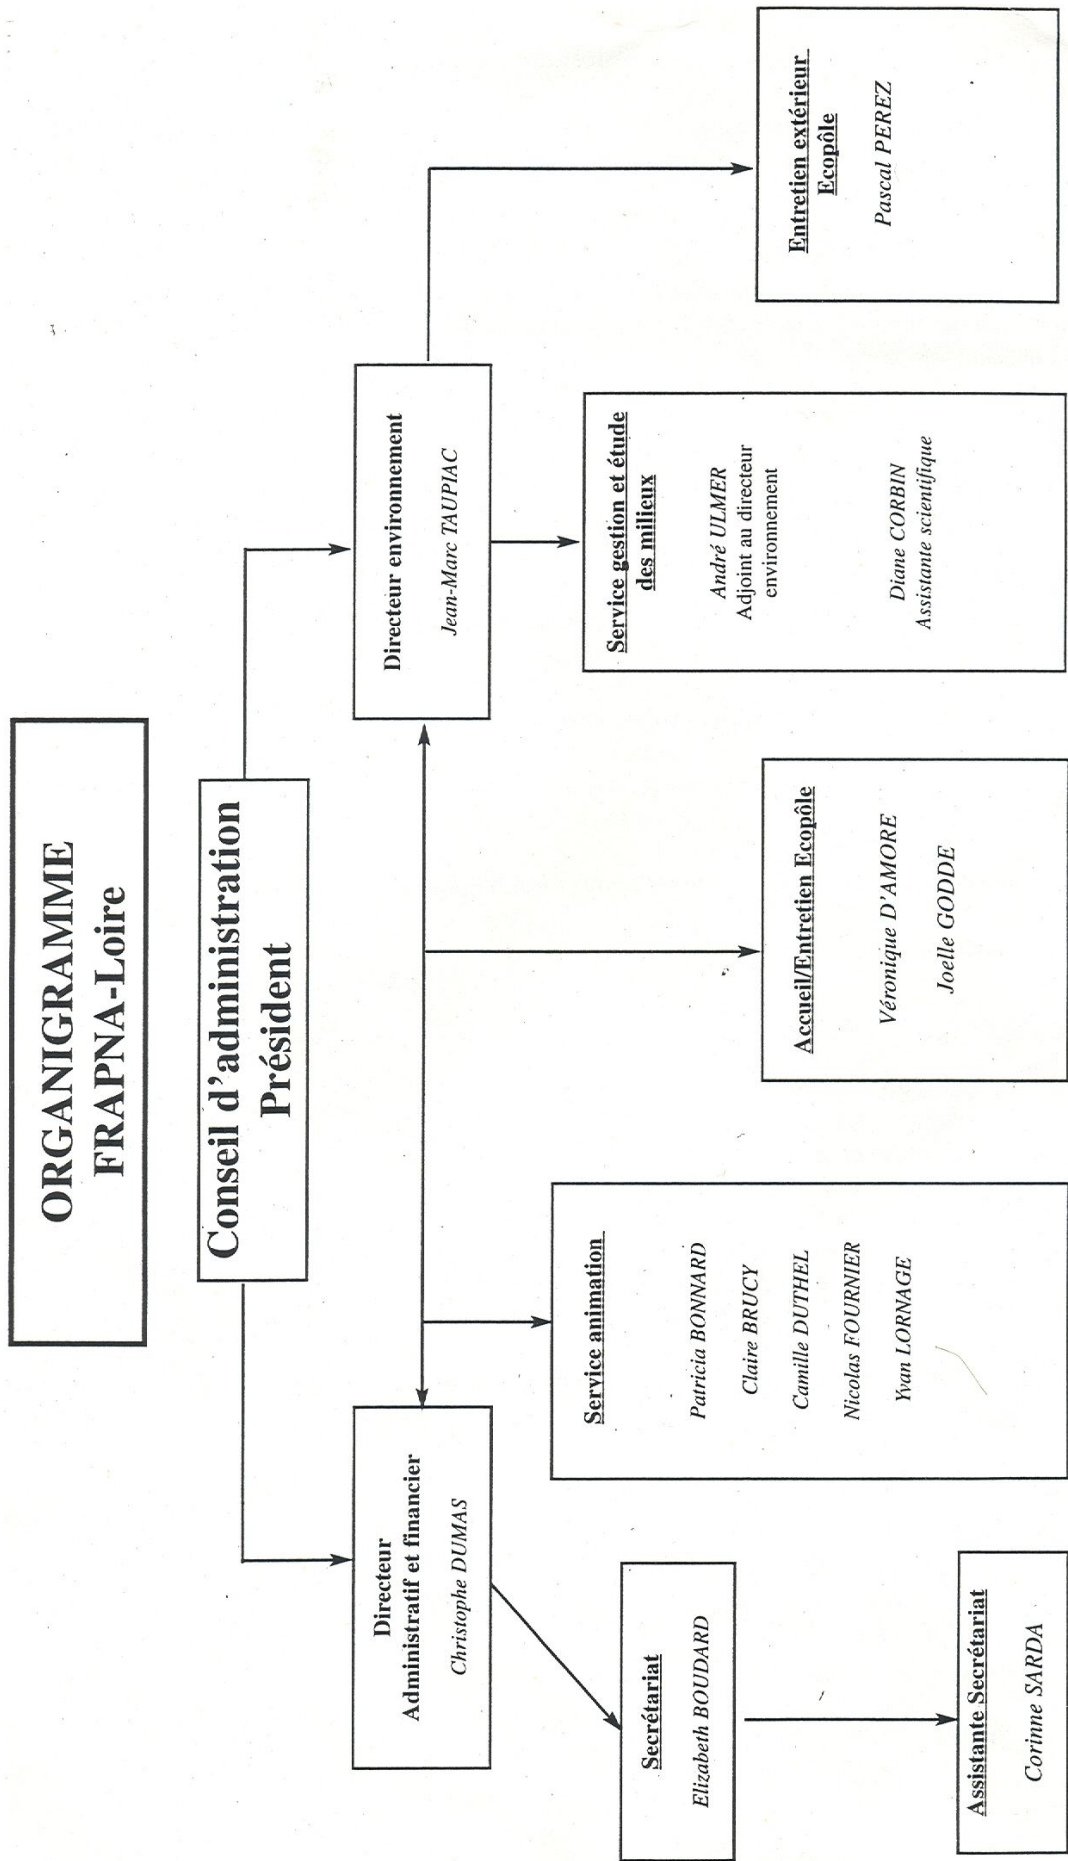 ORGANIGRAMME
FRAPNA-Loire
Conseil d'administration
Président
Directeur
Administratif et financier
Christophe DUMAS
Directeur environnement
Jean-Marc TAUPIAC
Secrétariat
Elizabeth BOUDARD
Assistante Secrétariat
Corinne SARDA
Service animation
Patricia BONNARD
Claire BRUCY
Camille DUTHEL
Nicolas FOURNIER
Yvan LORNAGE
Accueil/Entretien Ecopôle
Véronique D'AMORE
Joelle GODDE
Service gestion et étude
des milieux
André ULMER
Adjoint au directeur
environnement
Diane CORBIN
Assistante scientifique
Entretien extérieur
Ecopôle
Pascal PEREZ